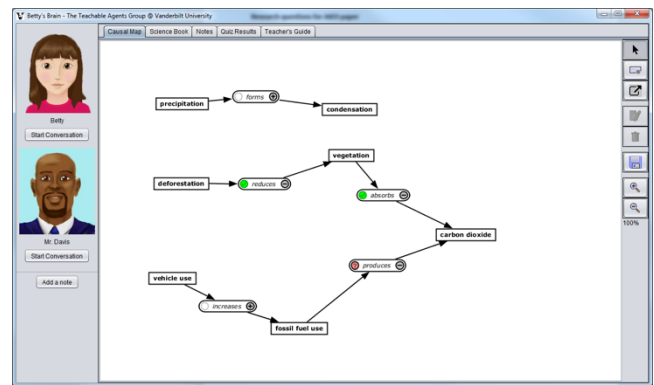 Betty's Brain - The Teachable Agents Group @ Vanderbilt University
Causal Map Science Book Notes Quiz Results Teacher's Guide
Betty
Start Conversation
Mr. Davis
Start Conversation
Add a note
precipitation
forms
condensation
vegetation
deforestation
reduces
absorbs
carbon dioxide
produces
vehicle use
increases
fossil fuel use
100%